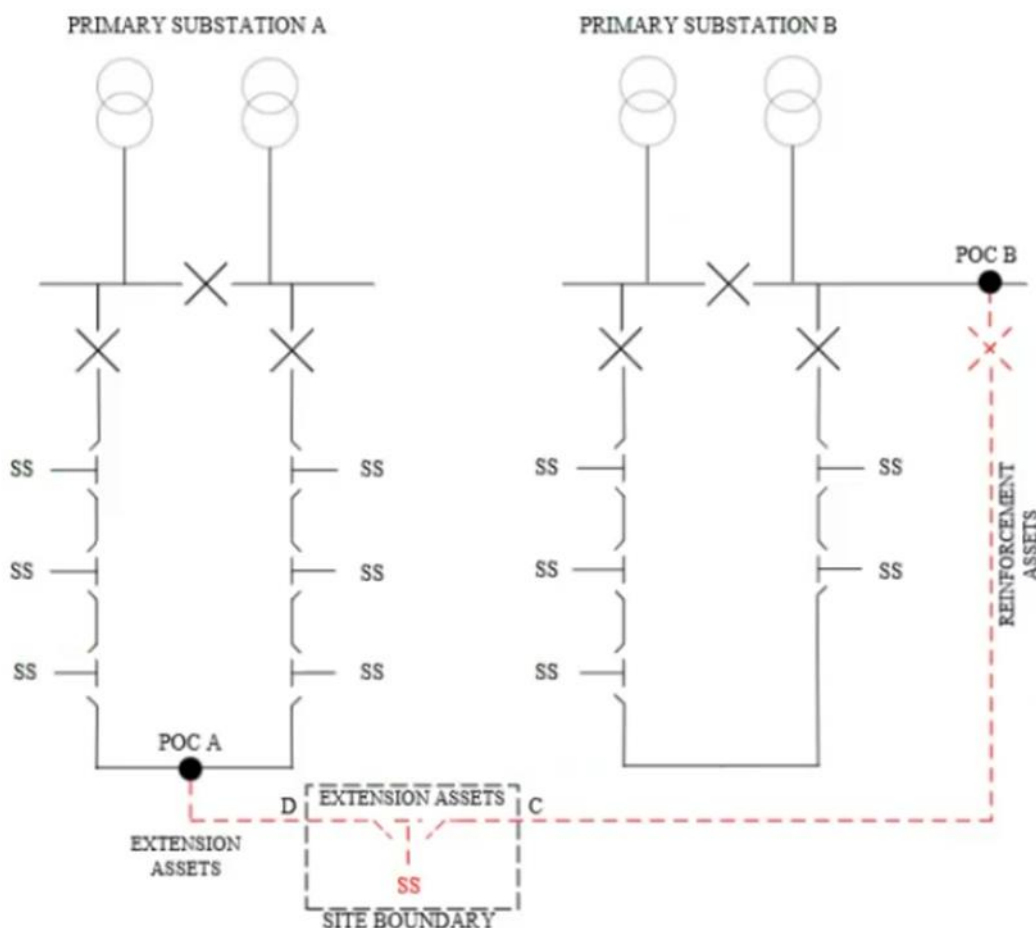 PRIMARY SUBSTATION A
PRIMARY SUBSTATION B
POC B
SS
SS
SS
SS
SS
SS
SS
SS
REINFORCEMENT
ASSETS
SS
SS
SS
POC A
D
EXTENSION ASSETS
C
EXTENSION
ASSETS
SS
SITE BOUNDARY